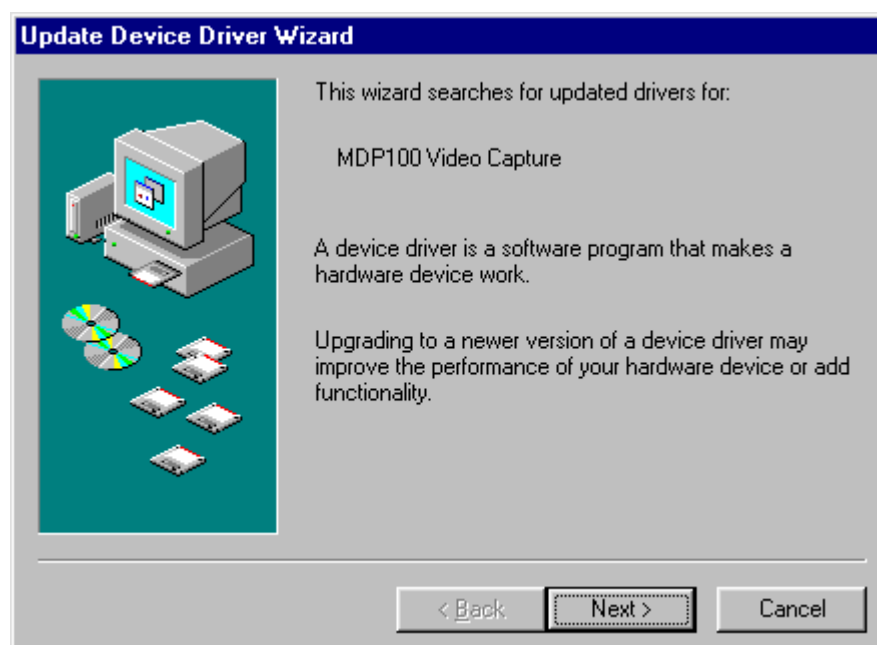 Update Device Driver Wizard
This wizard searches for updated drivers for:
MDP100 Video Capture
A device driver is a software program that makes a
hardware device work.
Upgrading to a newer version of a device driver may
improve the performance of your hardware device or add
functionality.
< Back
Next >
Cancel